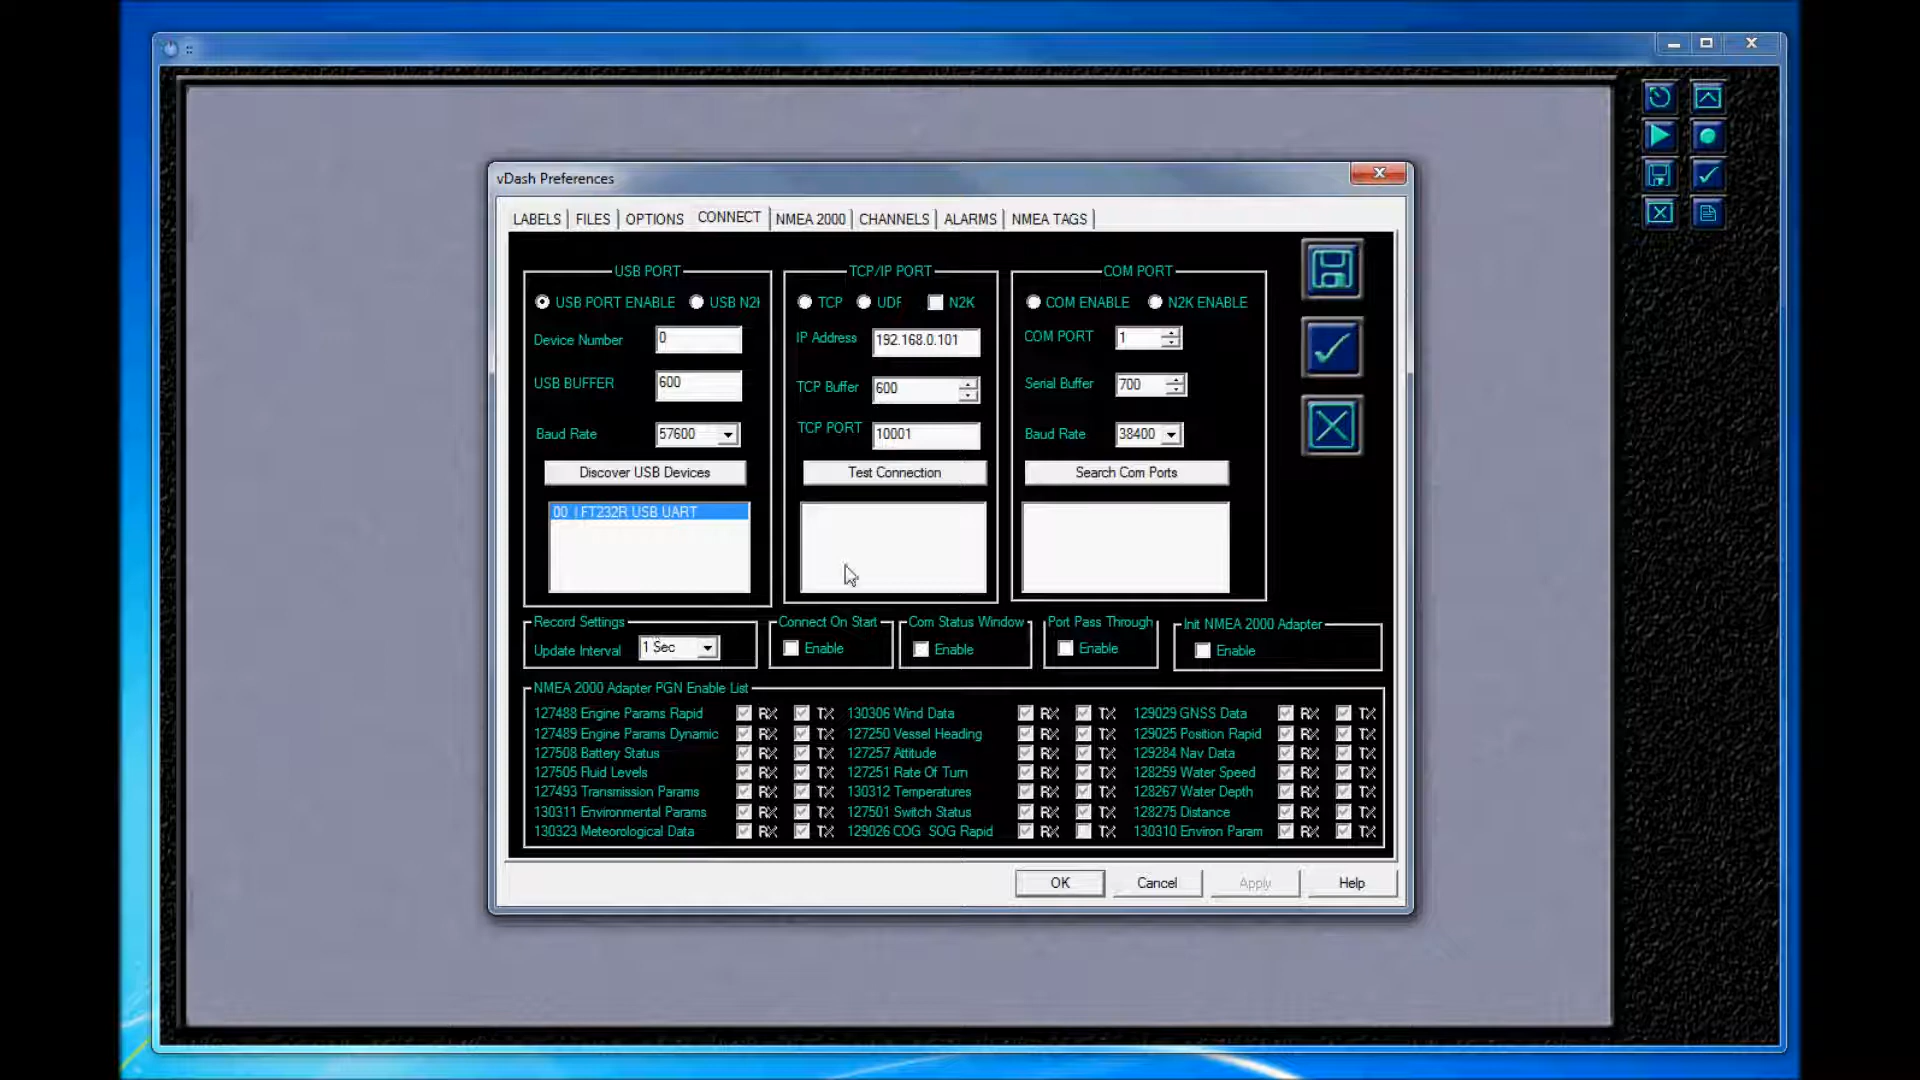 ::
vDash Preferences
LABELS FILES OPTIONS CONNECT NMEA 2000 CHANNELS ALARMS NMEA TAGS
USB PORT
USB PORT ENABLE USB N2K
Device Number 0
USB BUFFER 600
Baud Rate 57600
Discover USB Devices
00 | FT232R USB UART
TCP/IP PORT
TCP UDP N2K
IP Address 192.168.0.101
TCP Buffer 600
TCP PORT 10001
Test Connection
COM PORT
COM ENABLE N2K ENABLE
COM PORT 1
Serial Buffer 700
Baud Rate 38400
Search Com Ports
Record Settings
Update Interval 1 Sec
Connect On Start
Enable
Com Status Window
Enable
Port Pass Through
Enable
Init NMEA 2000 Adapter
Enable
NMEA 2000 Adapter PGN Enable List
127488 Engine Params Rapid RX TX 130306 Wind Data RX TX 129029 GNSS Data RX TX
127489 Engine Params Dynamic RX TX 127250 Vessel Heading RX TX 129025 Position Rapid RX TX
127508 Battery Status RX TX 127257 Attitude RX TX 129284 Nav Data RX TX
127505 Fluid Levels RX TX 127251 Rate Of Turn RX TX 128259 Water Speed RX TX
127493 Transmission Params RX TX 130312 Temperatures RX TX 128267 Water Depth RX TX
130311 Environmental Params RX TX 127501 Switch Status RX TX 128275 Distance RX TX
130323 Meteorological Data RX TX 129026 COG SOG Rapid RX TX 130310 Environ Param RX TX
OK Cancel Apply Help